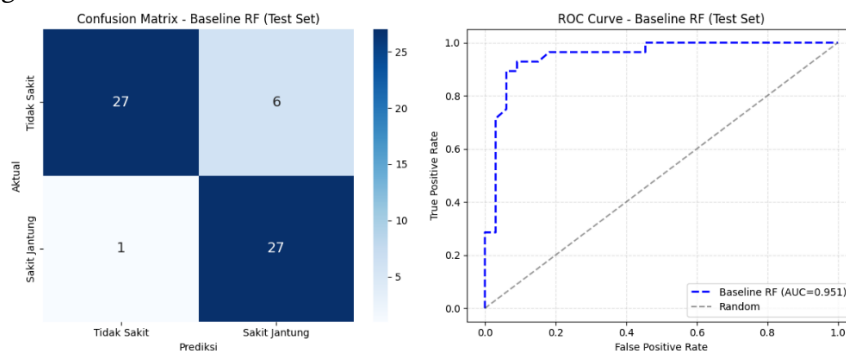 Confusion Matrix - Baseline RF (Test Set)
Tidak Sakit
Sakit Jantung
Aktual
27
6
1
27
Tidak Sakit
Sakit Jantung
Prediksi
25
20
15
10
5
ROC Curve - Baseline RF (Test Set)
True Positive Rate
1.0
0.8
0.6
0.4
0.2
0.0
0.0
0.2
0.4
0.6
0.8
1.0
False Positive Rate
Baseline RF (AUC=0.951)
Random